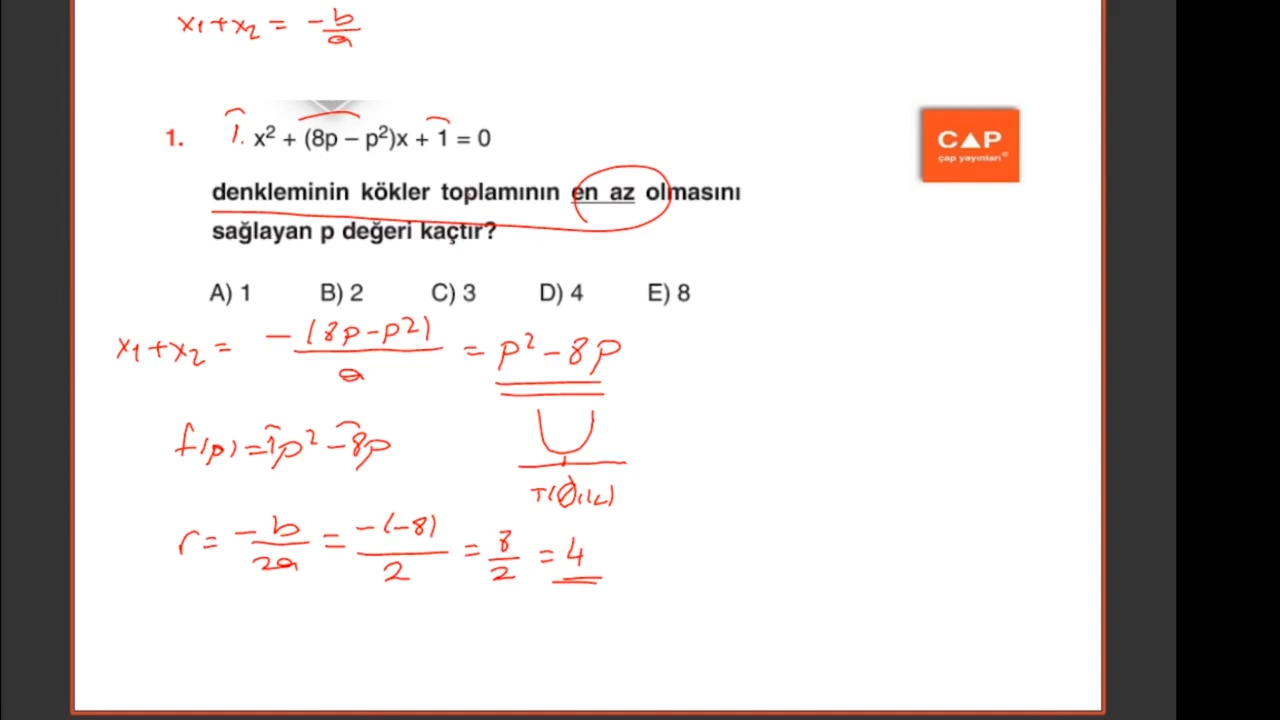 x₁+x₂ = -b/a
1. 1. x² + (8p – p²)x + 1 = 0
CAP
çap yayınları®
denkleminin kökler toplamının en az olmasını
sağlayan p değeri kaçtır?
A) 1 B) 2 C) 3 D) 4 E) 8
x₁+x₂ = -(8p-p²)/a = p²-8p
f(p)=1p²-8p
r = -b/2a = -(-8)/2 = 8/2 = 4